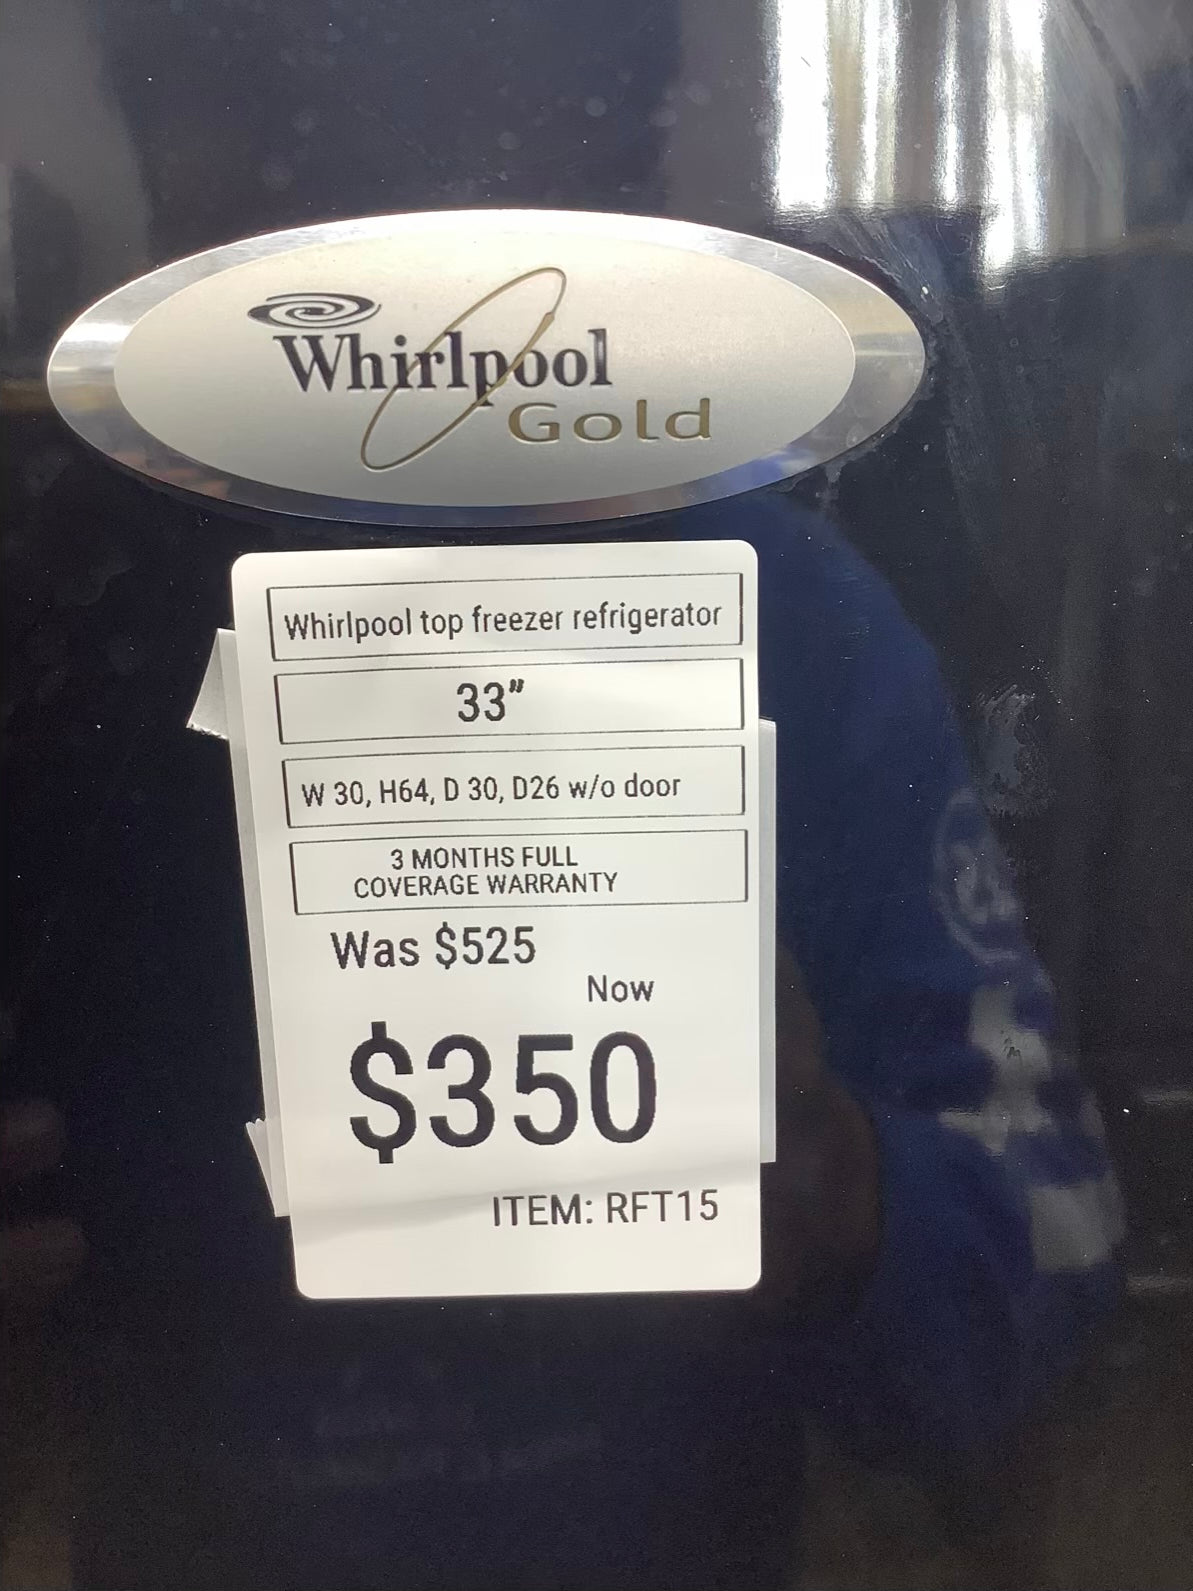 Whirlpool
Gold
Whirlpool top freezer refrigerator
33"
W 30, H64, D 30, D26 w/o door
3 MONTHS FULL
COVERAGE WARRANTY
Was $525
Now
$350
ITEM: RFT15